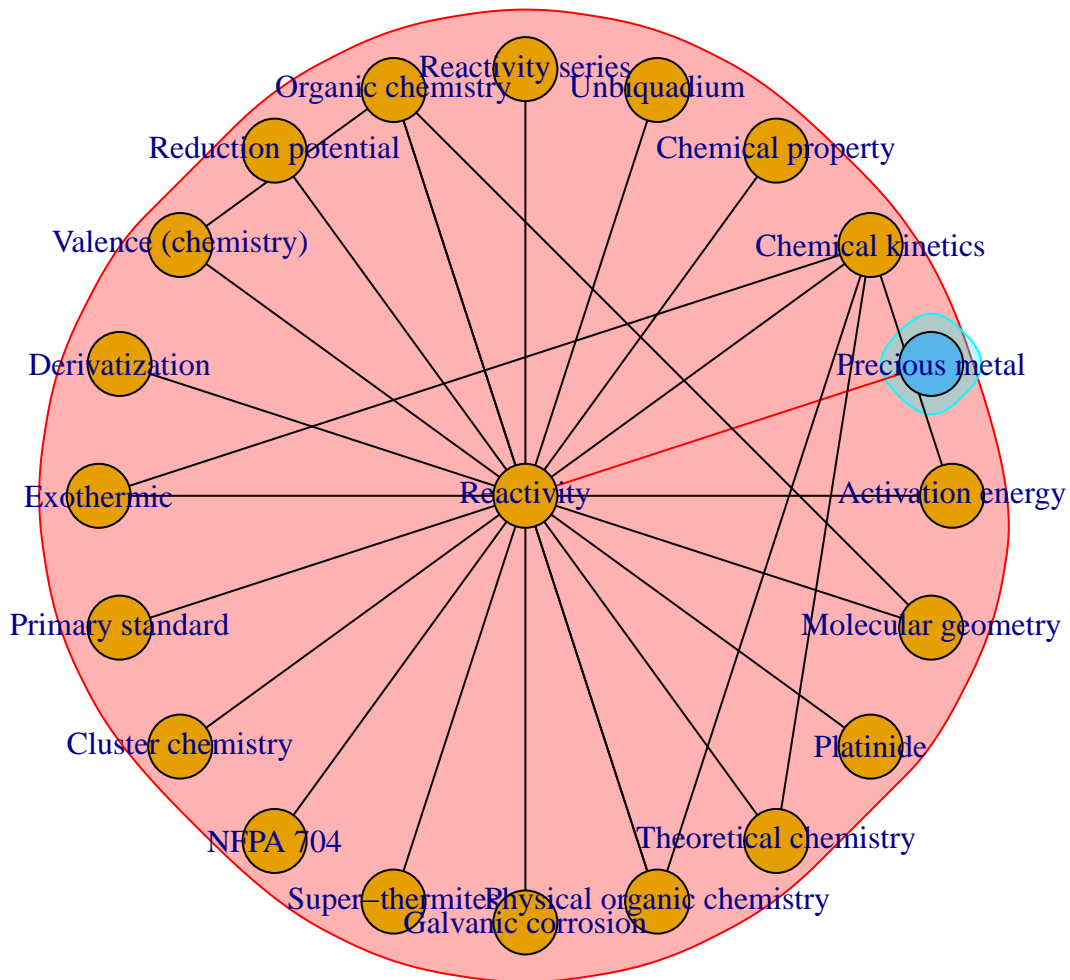 Reactivity series
Organic chemistry
Unbiquadium
Reduction potential
Chemical property
Valence (chemistry)
Chemical kinetics
Derivatization
Precious metal
Exothermic
Reactivity
Activation energy
Primary standard
Molecular geometry
Cluster chemistry
Platinide
NFPA 704
Theoretical chemistry
Super–thermites
Physical organic chemistry
Galvanic corrosion